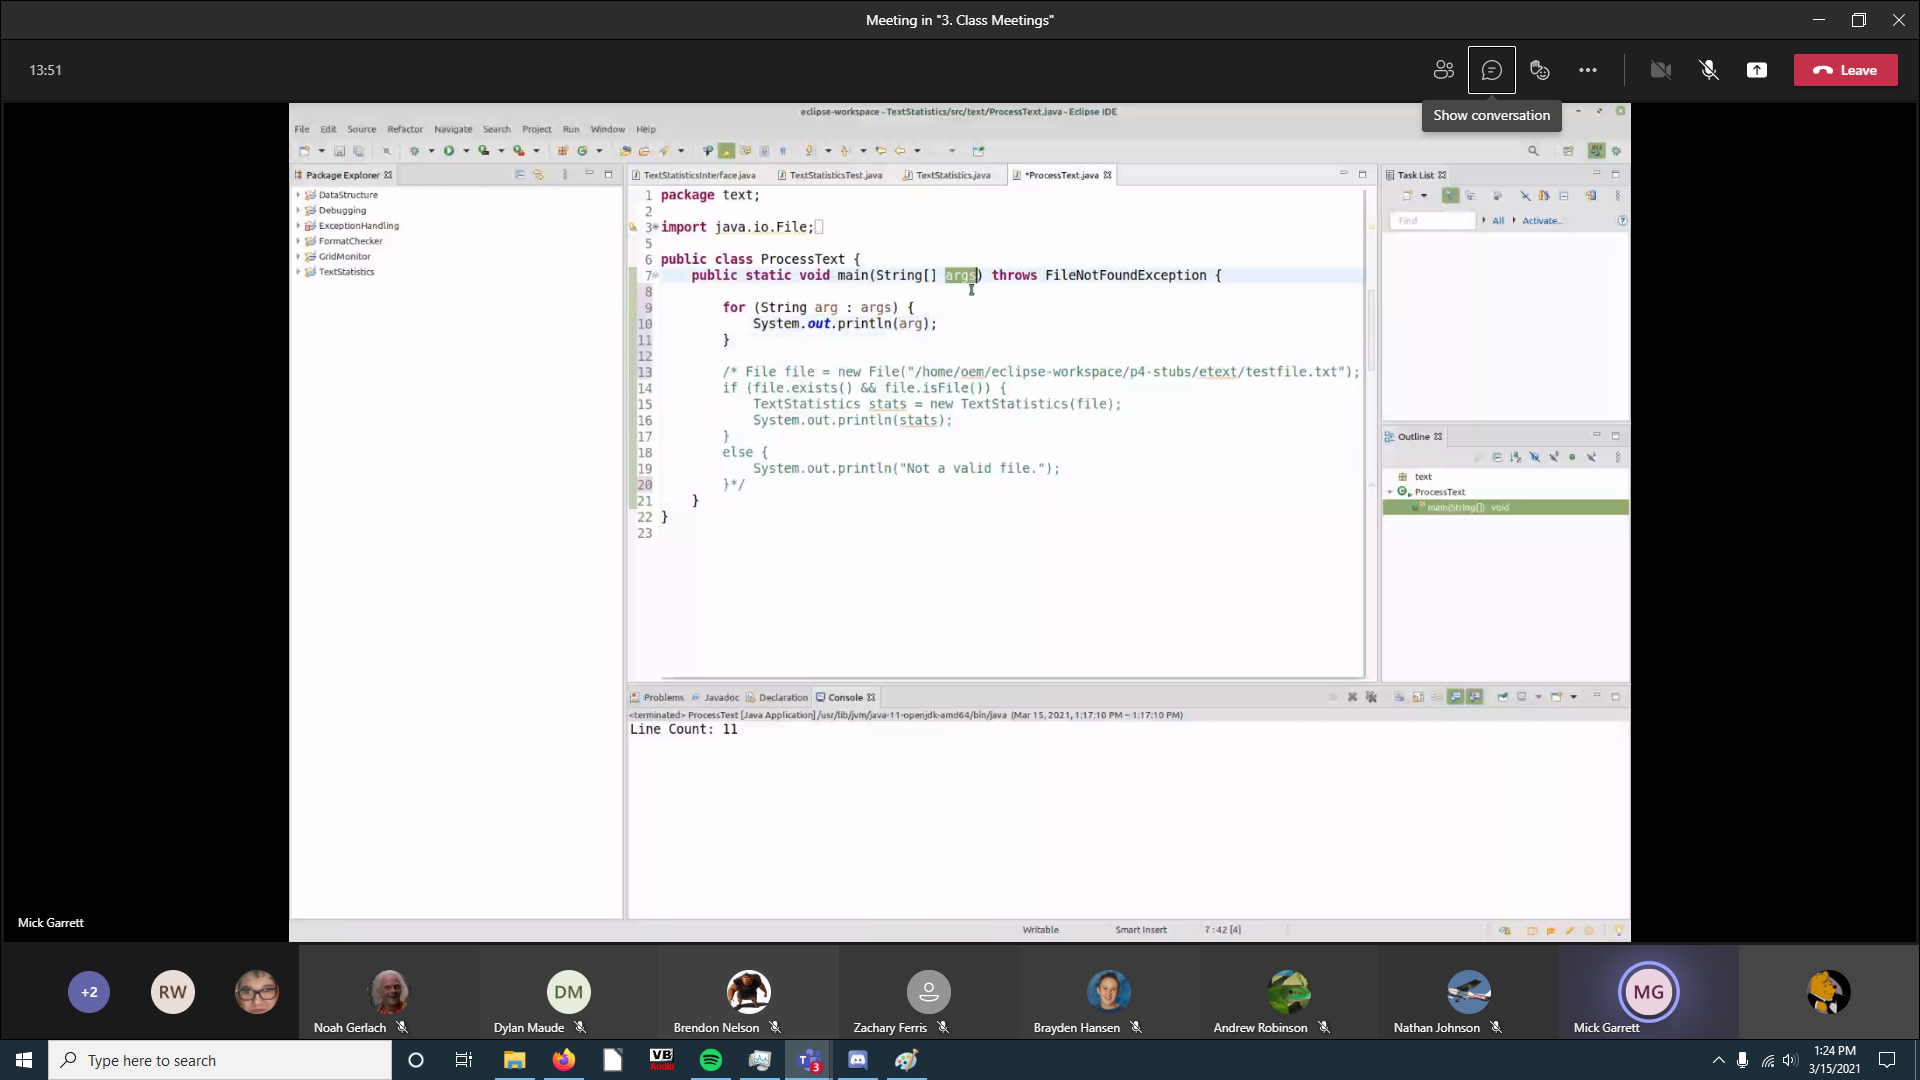 Meeting in "3. Class Meetings"
13:51
Leave
Show conversation
eclipse-workspace - TextStatistics/src/text/ProcessText.java - Eclipse IDE
File Edit Source Refactor Navigate Search Project Run Window Help
Package Explorer
DataStructure
Debugging
ExceptionHandling
FormatChecker
GridMonitor
TextStatistics
TextStatisticsInterface.java TextStatisticsTest.java TextStatistics.java *ProcessText.java
1 package text;
2
3 import java.io.File;
5
6 public class ProcessText {
7 public static void main(String[] args) throws FileNotFoundException {
8
9 for (String arg : args) {
10 System.out.println(arg);
11 }
12
13 /* File file = new File("/home/oem/eclipse-workspace/p4-stubs/etext/testfile.txt");
14 if (file.exists() && file.isFile()) {
15 TextStatistics stats = new TextStatistics(file);
16 System.out.println(stats);
17 }
18 else {
19 System.out.println("Not a valid file.");
20 }*/
21 }
22 }
23
Task List
Find All Activate...
Outline
text
ProcessText
main(String[]) void
Problems Javadoc Declaration Console
<terminated> ProcessText [Java Application] /usr/lib/jvm/java-11-openjdk-amd64/bin/java (Mar 15, 2021, 1:17:10 PM – 1:17:10 PM)
Line Count: 11
Writable Smart Insert 7 : 42 [4]
Mick Garrett
+2
RW
Noah Gerlach
DM
Dylan Maude
Brendon Nelson
Zachary Ferris
Brayden Hansen
Andrew Robinson
Nathan Johnson
MG
Mick Garrett
Type here to search
VB
Audio
T
3
1:24 PM
3/15/2021